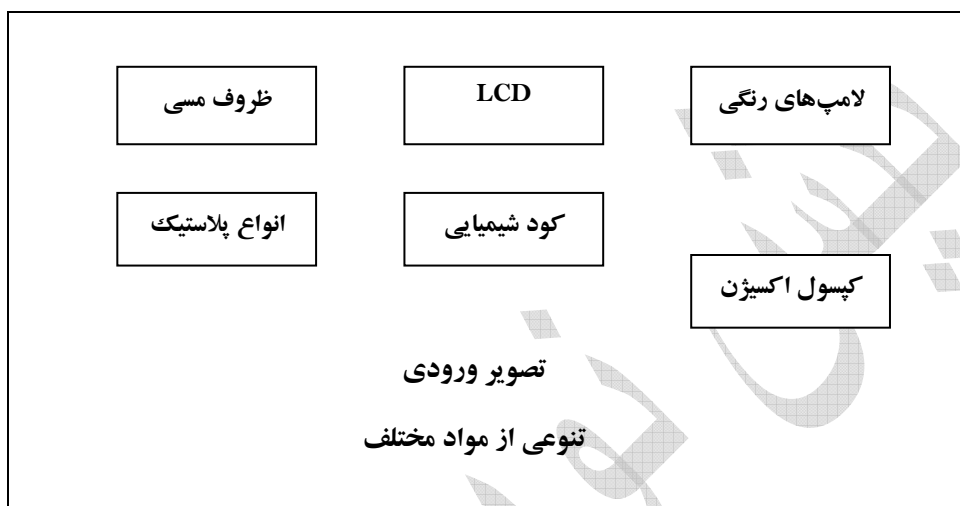 لامپ‌های رنگی
LCD
ظروف مسی
کود شیمیایی
انواع پلاستیک
کپسول اکسیژن
تصویر ورودی
تنوعی از مواد مختلف